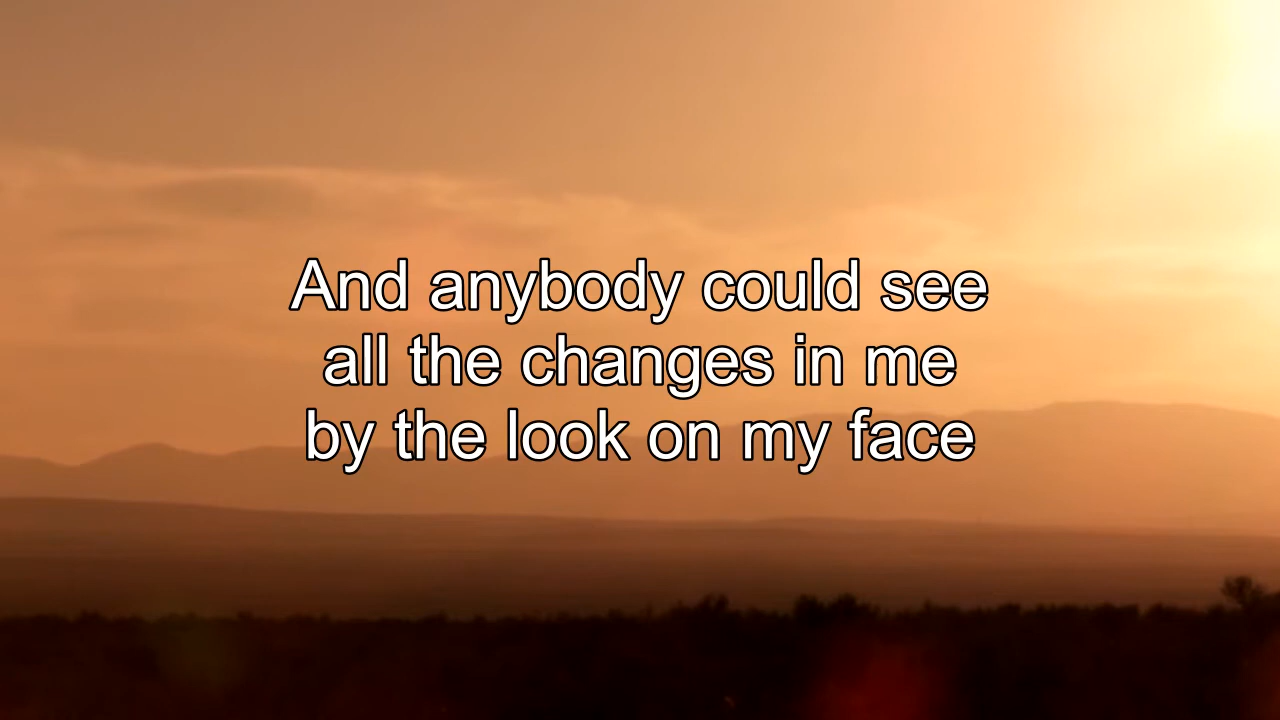 And anybody could see
all the changes in me
by the look on my face